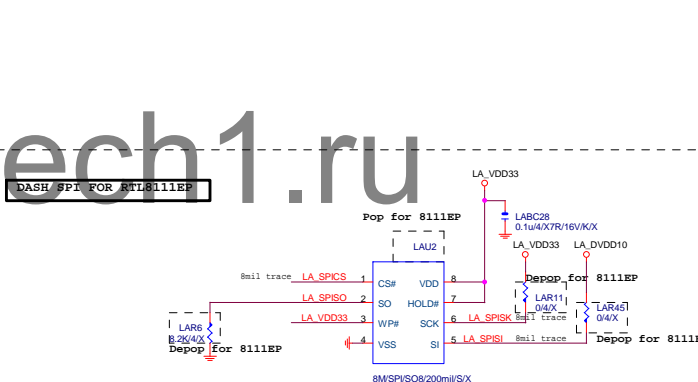 ech1.ru
DASH SPI FOR RTL8111EP
LA_VDD33
LABC28
0.1u/4/X7R/16V/K/X
Pop for 8111EP
LAU2
LA_VDD33 LA_DVDD10
Depop for 8111EP
8mil trace LA_SPICS 1 CS# VDD 8
LA_SPISO 2 SO HOLD# 7
LAR11
0/4/X
LAR45
0/4/X
LA_VDD33 3 WP# SCK 6 LA_SPISK 8mil trace
4 VSS SI 5 LA_SPISI 8mil trace
Depop for 8111
LAR6
8.2K/4/X
Depop for 8111EP
8M/SPI/SO8/200mil/S/X